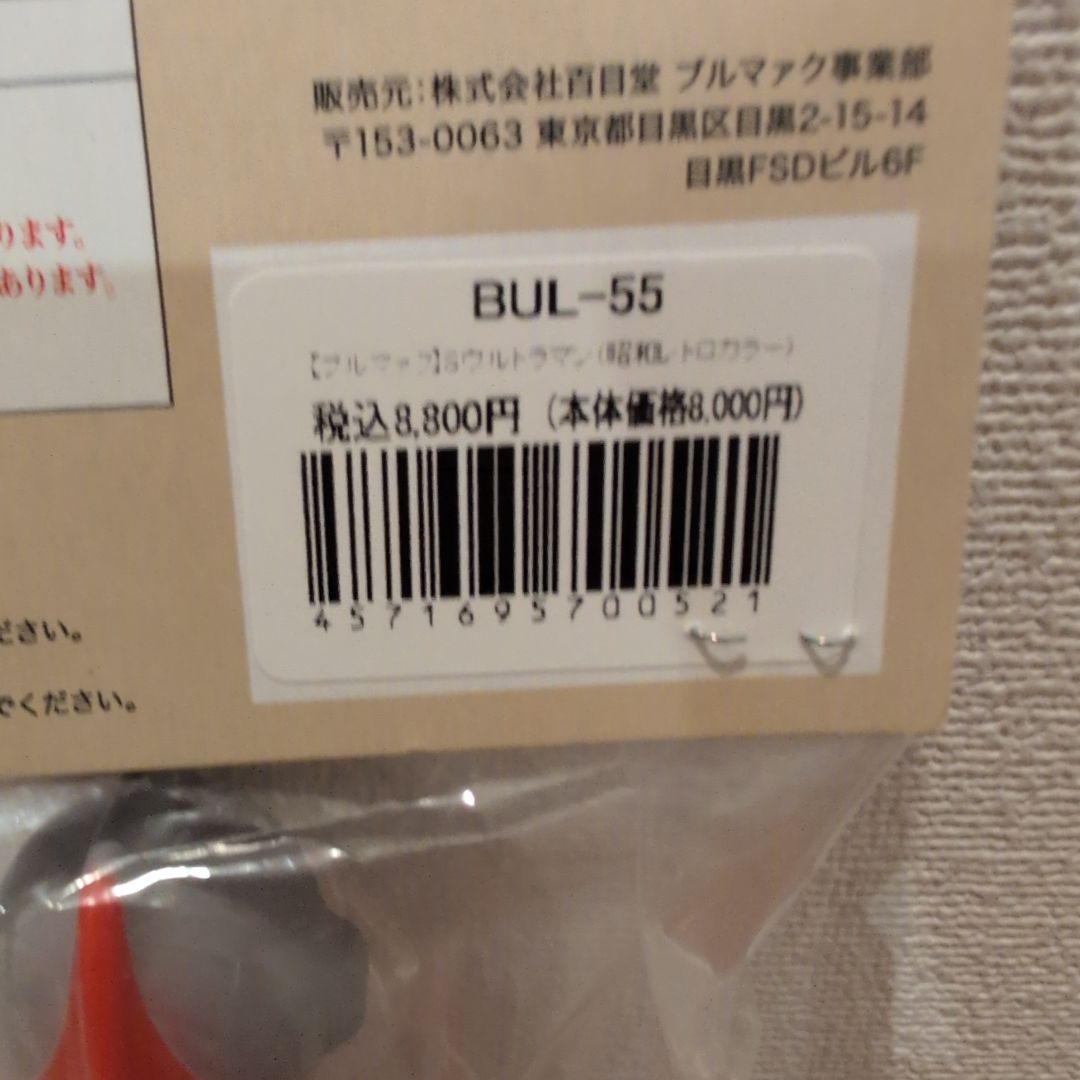 販売元:株式会社百目堂 ブルマァク事業部
〒153-0063 東京都目黒区目黒2-15-14
目黒FSDビル6F
ります。
あります。
BUL-55
【ブルマァク】Sウルトラマン(昭和レトロカラー)
税込8,800円 (本体価格8,000円)
4571695700521
ださい。
でください。